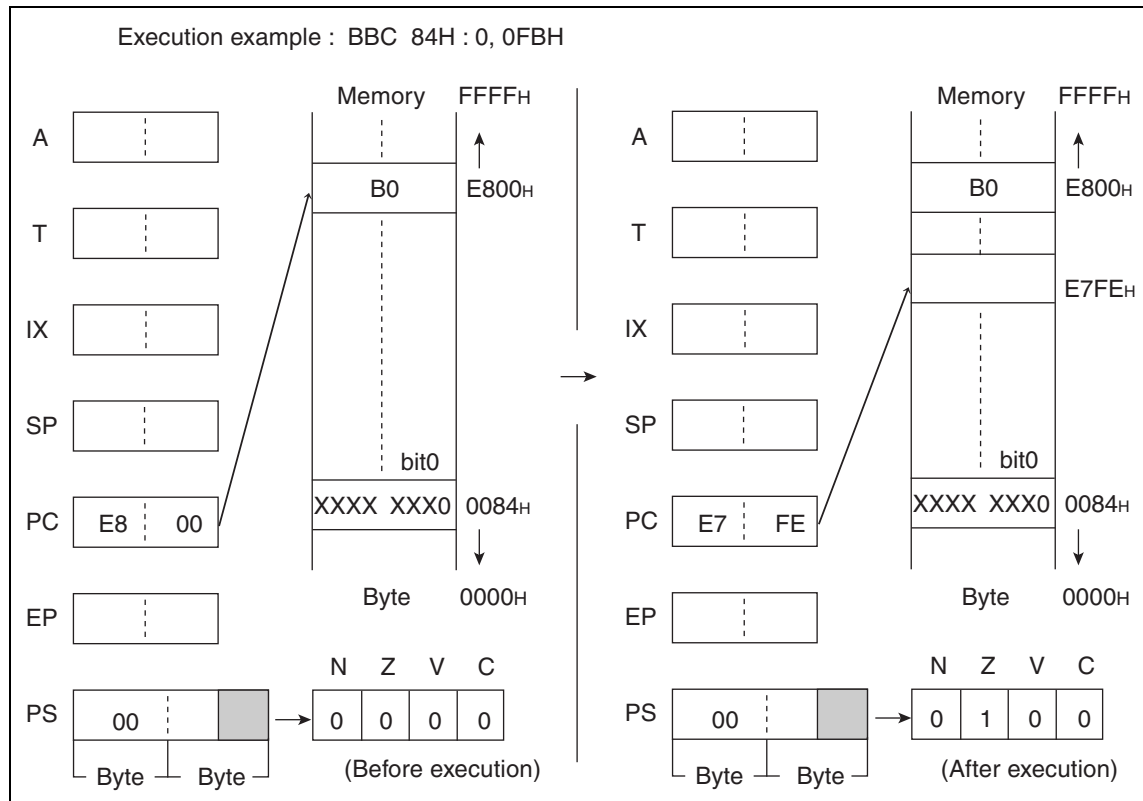 Execution example : BBC 84H : 0, 0FBH
Memory FFFFH
A
B0 E800H
T
IX
SP
bit0
PC E8 00 XXXX XXX0 0084H
Byte 0000H
EP
N Z V C
PS 00 0 0 0 0
Byte Byte (Before execution)
Memory FFFFH
A
B0 E800H
T
E7FEH
IX
SP
bit0
PC E7 FE XXXX XXX0 0084H
Byte 0000H
EP
N Z V C
PS 00 0 1 0 0
Byte Byte (After execution)